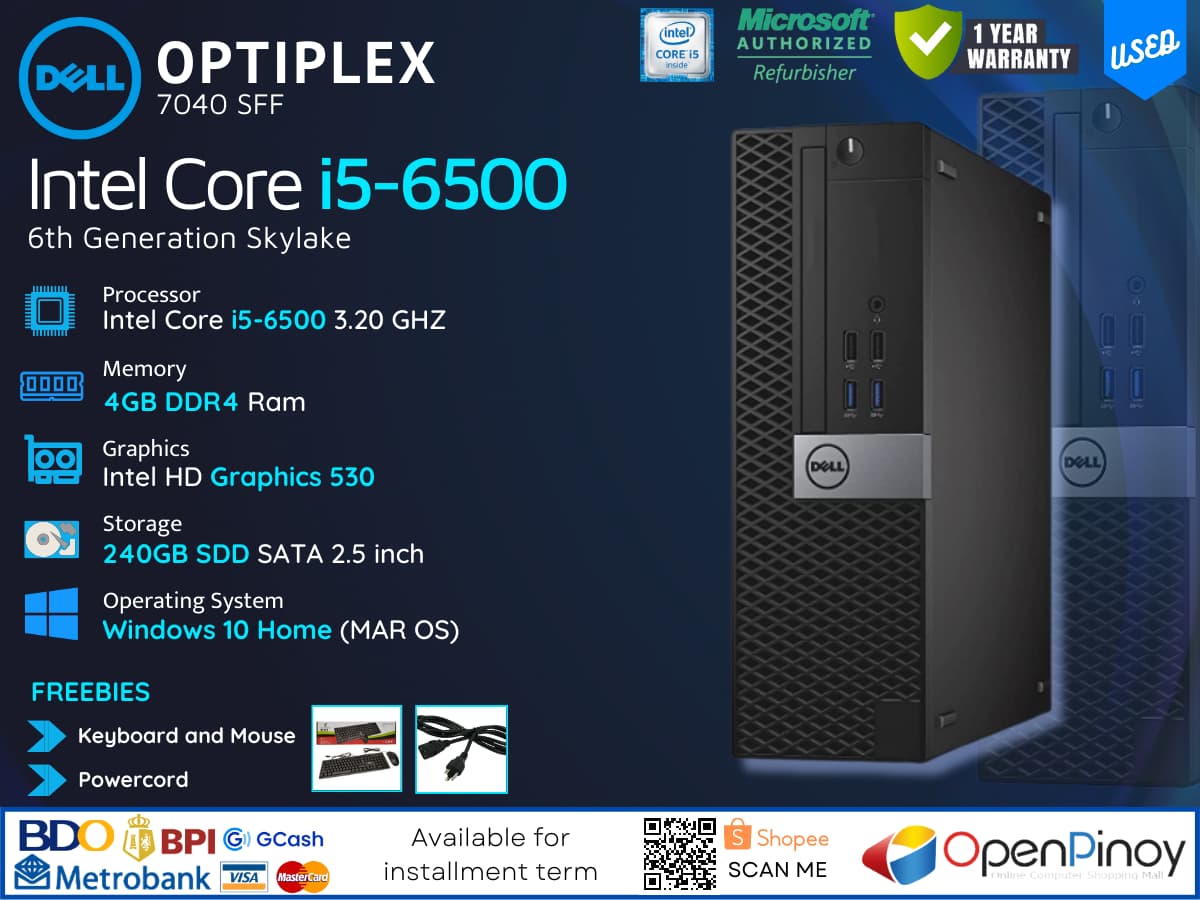 DELL
OPTIPLEX
7040 SFF
intel
CORE i5
inside
Microsoft
AUTHORIZED
Refurbisher
1 YEAR
WARRANTY
USED
Intel Core i5-6500
6th Generation Skylake
Processor
Intel Core i5-6500 3.20 GHZ
Memory
4GB DDR4 Ram
Graphics
Intel HD Graphics 530
Storage
240GB SDD SATA 2.5 inch
Operating System
Windows 10 Home (MAR OS)
DELL
DELL
FREEBIES
Keyboard and Mouse
Powercord
BDO
BPI
GCash
Metrobank
VISA
MasterCard
Available for
installment term
Shopee
SCAN ME
OpenPinoy
Online Computer Shopping Mall